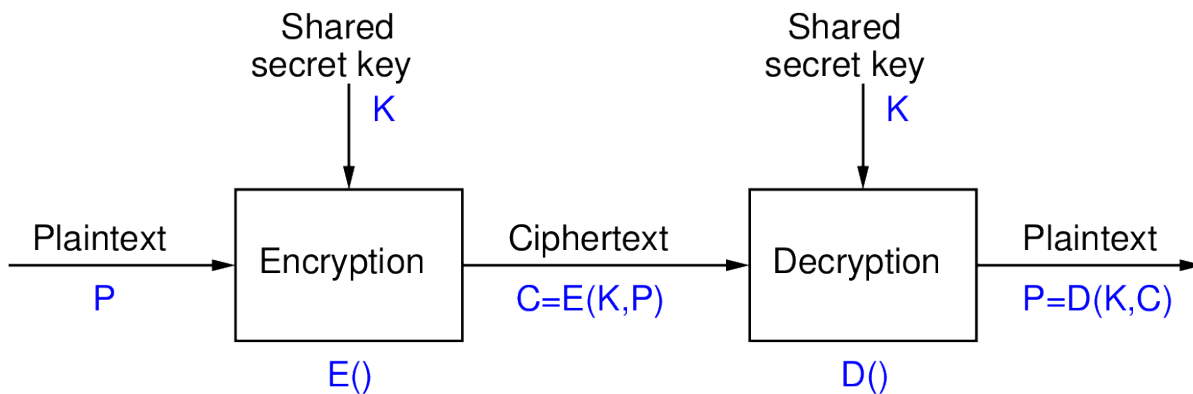 Shared
secret key
K
Shared
secret key
K
Plaintext
P
Encryption
E()
Ciphertext
C=E(K,P)
Decryption
D()
Plaintext
P=D(K,C)